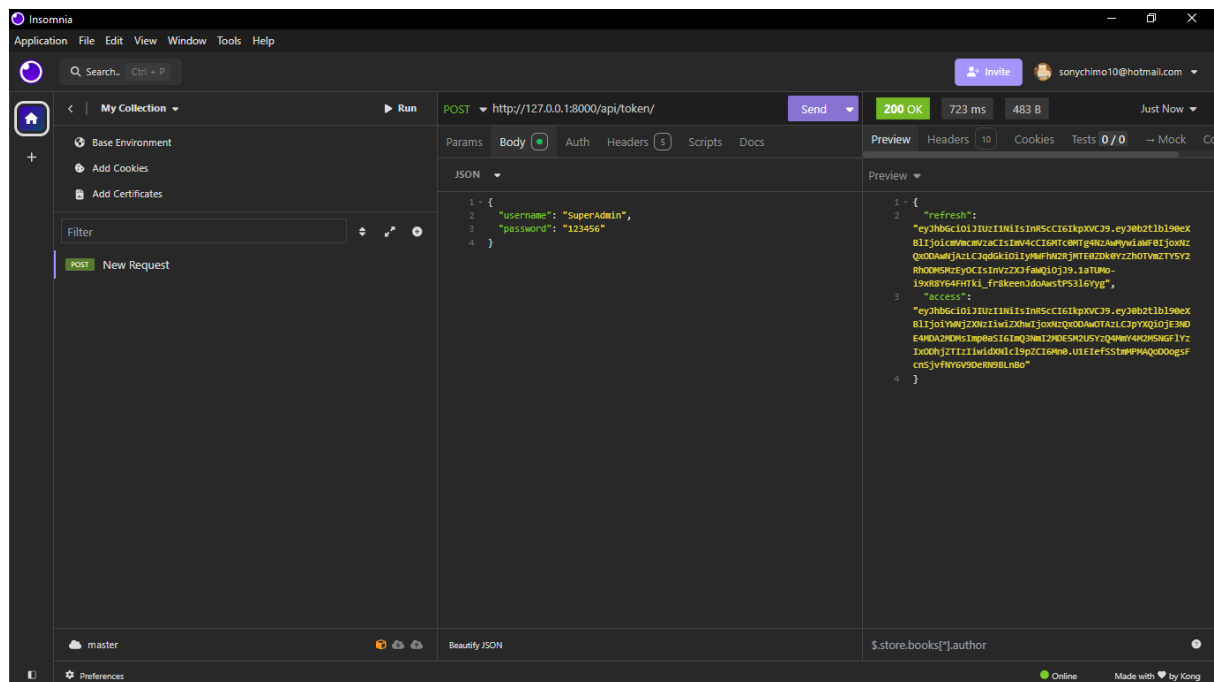 Insomnia
Application File Edit View Window Tools Help
Search.. Ctrl + P
Invite
sonychimo10@hotmail.com
My Collection
Run
Base Environment
Add Cookies
Add Certificates
Filter
POST New Request
POST http://127.0.0.1:8000/api/token/
Send
Params Body Auth Headers 5 Scripts Docs
JSON
1 {
2 "username": "SuperAdmin",
3 "password": "123456"
4 }
200 OK 723 ms 483 B Just Now
Preview Headers 10 Cookies Tests 0 / 0 → Mock Co
Preview
1 {
2 "refresh":
3 "access":
4 }
master
Beautify JSON
$.store.books[*].author
Preferences
Online Made with ♥ by Kong